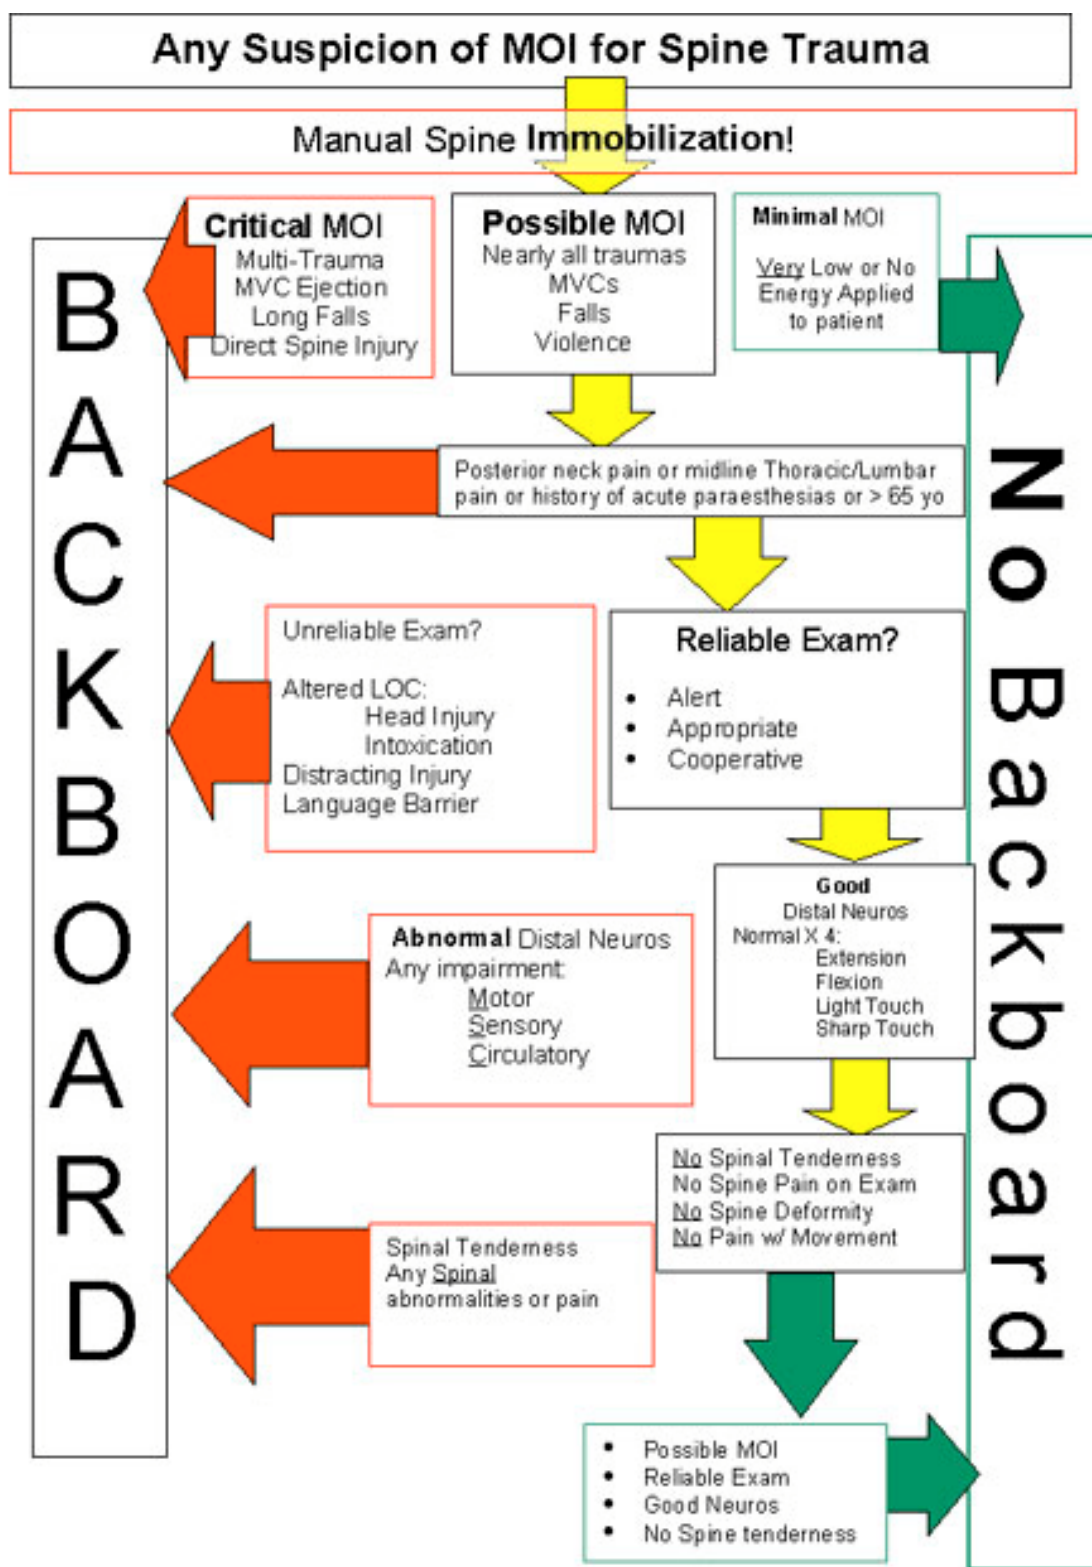 Any Suspicion of MOI for Spine Trauma
Manual Spine Immobilization!
Critical MOI
Multi-Trauma
MVC Ejection
Long Falls
Direct Spine Injury
Possible MOI
Nearly all traumas
MVCs
Falls
Violence
Minimal MOI
Very Low or No
Energy Applied
to patient
BACKBOARD
No Backboard
Posterior neck pain or midline Thoracic/Lumbar
pain or history of acute paraesthesias or > 65 yo
Unreliable Exam?
Altered LOC:
Head Injury
Intoxication
Distracting Injury
Language Barrier
Reliable Exam?
• Alert
• Appropriate
• Cooperative
Abnormal Distal Neuros
Any impairment:
Motor
Sensory
Circulatory
Good
Distal Neuros
Normal X 4:
Extension
Flexion
Light Touch
Sharp Touch
Spinal Tenderness
Any Spinal
abnormalities or pain
No Spinal Tenderness
No Spine Pain on Exam
No Spine Deformity
No Pain w/ Movement
• Possible MOI
• Reliable Exam
• Good Neuros
• No Spine tenderness